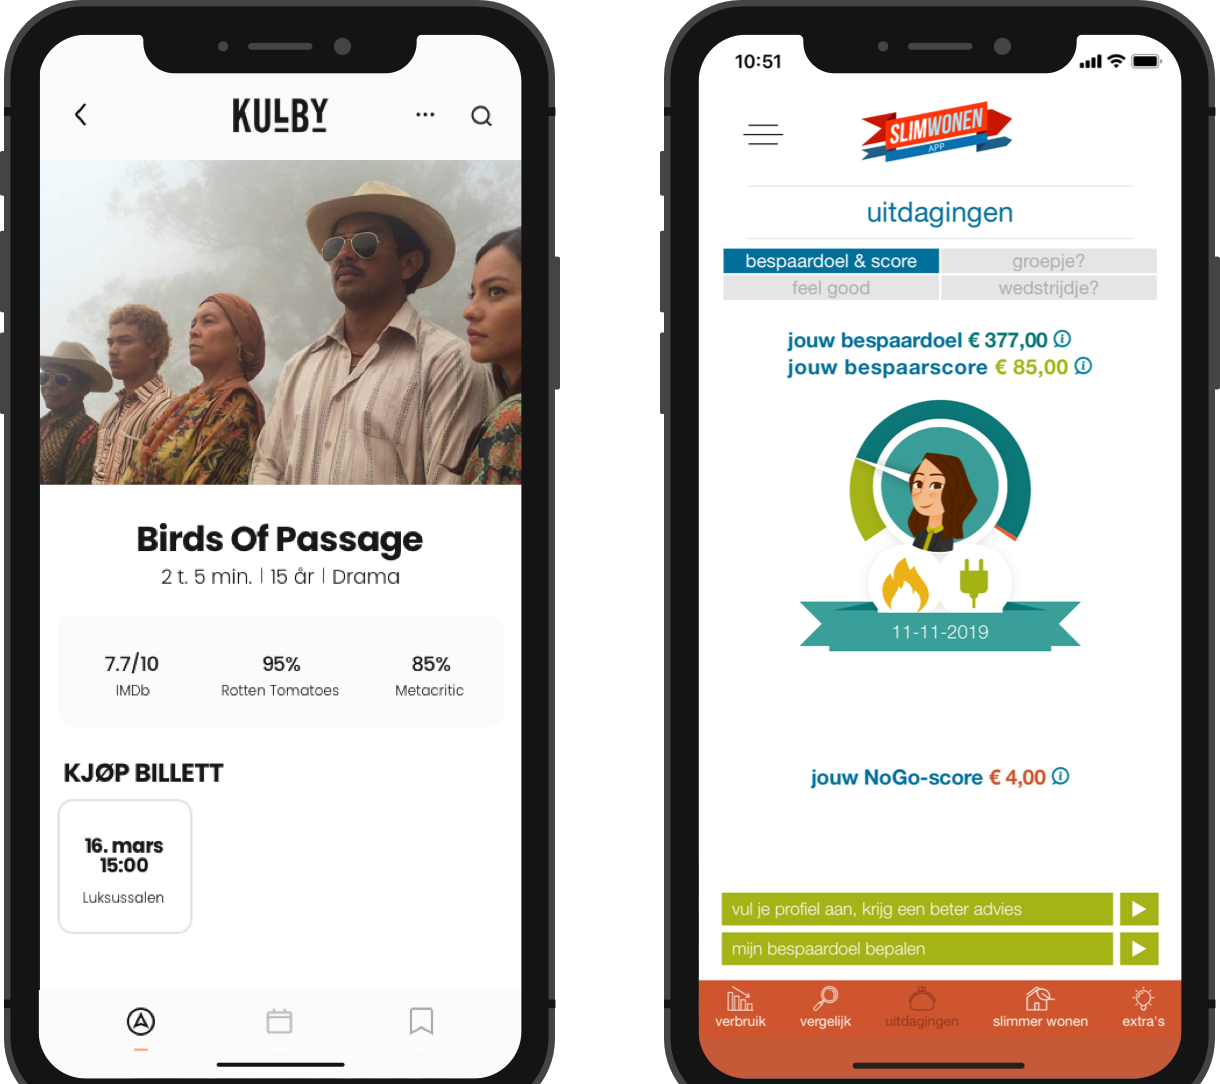 KULBY
Birds Of Passage
2 t. 5 min. | 15 år | Drama
7.7/10
IMDb
95%
Rotten Tomatoes
85%
Metacritic
KJØP BILLETT
16. mars
15:00
Luksussalen
10:51
SLIMWONEN
APP
uitdagingen
bespaardoel & score
groepje?
feel good
wedstrijdje?
jouw bespaardoel € 377,00
jouw bespaarscore € 85,00
11-11-2019
jouw NoGo-score € 4,00
vul je profiel aan, krijg een beter advies
mijn bespaardoel bepalen
verbruik
vergelijk
uitdagingen
slimmer wonen
extra's